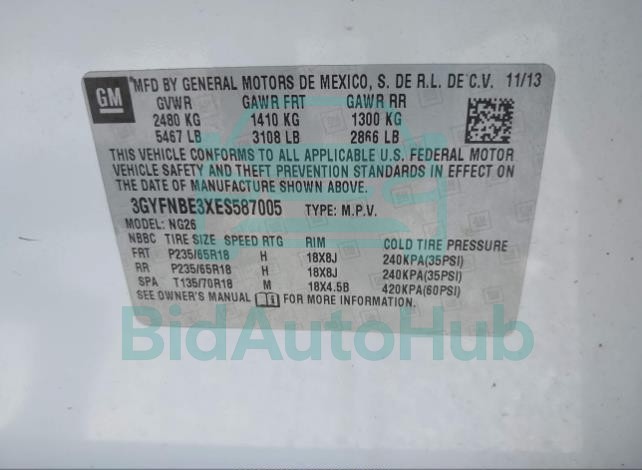 GM
MFD BY GENERAL MOTORS DE MEXICO, S. DE R.L. DE C.V. 11/13
GVWR GAWR FRT GAWR RR
2480 KG 1410 KG 1300 KG
5467 LB 3108 LB 2866 LB
THIS VEHICLE CONFORMS TO ALL APPLICABLE U.S. FEDERAL MOTOR
VEHICLE SAFETY AND THEFT PREVENTION STANDARDS IN EFFECT ON
DATE OF MANUFACTURE SHOWN ABOVE.
3GYFNBE3XES587005 TYPE: M.P.V.
MODEL: NG26
NBBC TIRE SIZE SPEED RTG RIM COLD TIRE PRESSURE
FRT P235/65R18 H 18X8J 240KPA(35PSI)
RR P235/65R18 H 18X8J 240KPA(35PSI)
SPA T135/70R18 M 18X4.5B 420KPA(60PSI)
SEE OWNER'S MANUAL FOR MORE INFORMATION.
BidAutoHub